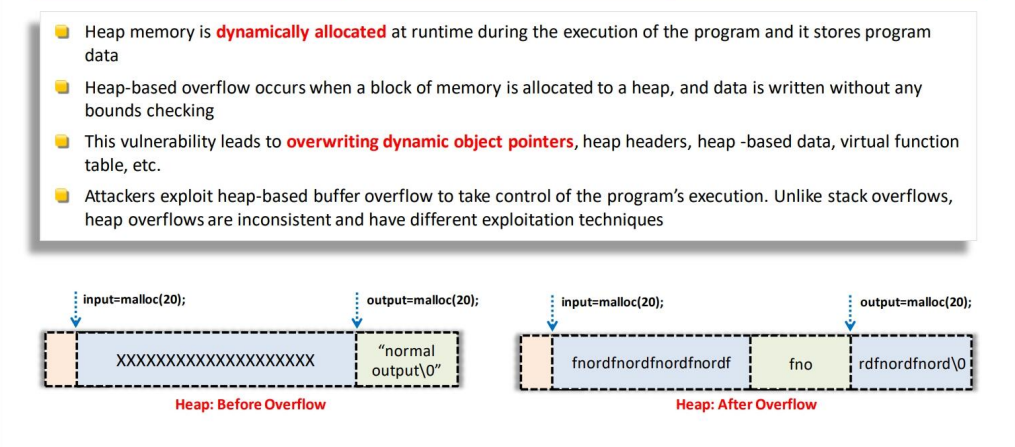 Heap memory is dynamically allocated at runtime during the execution of the program and it stores program
data
Heap-based overflow occurs when a block of memory is allocated to a heap, and data is written without any
bounds checking
This vulnerability leads to overwriting dynamic object pointers, heap headers, heap -based data, virtual function
table, etc.
Attackers exploit heap-based buffer overflow to take control of the program’s execution. Unlike stack overflows,
heap overflows are inconsistent and have different exploitation techniques
input=malloc(20);
output=malloc(20);
XXXXXXXXXXXXXXXXXXXX
“normal
output\0”
Heap: Before Overflow
input=malloc(20);
output=malloc(20);
fnordfnordfnordfnordf
fno
rdfnordfnord\0
Heap: After Overflow